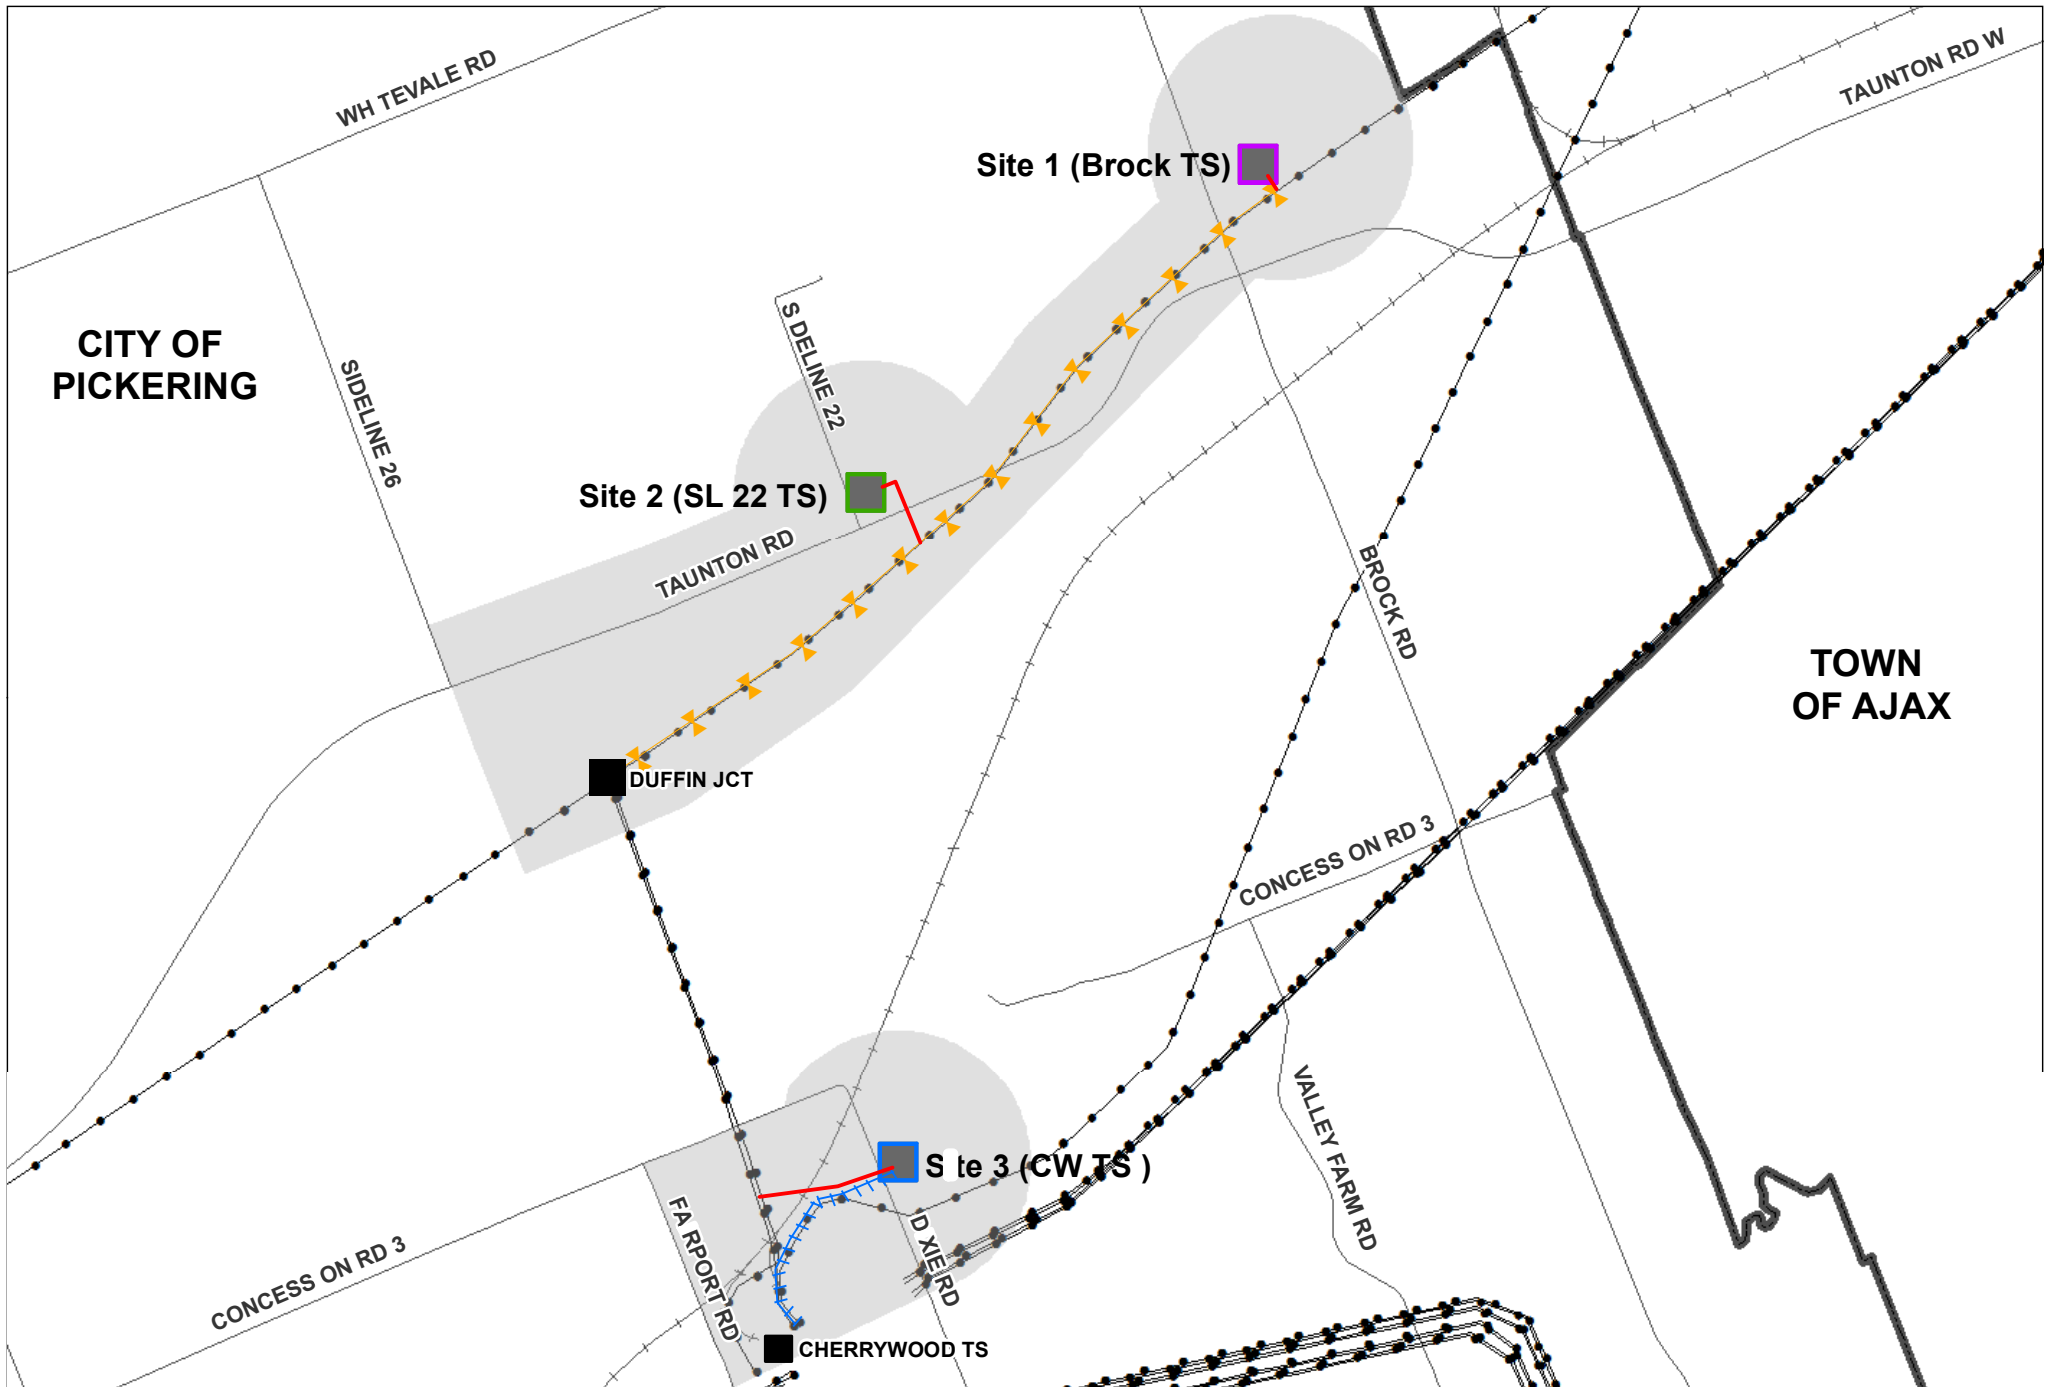 WH TEVALE RD
TAUNTON RD W
Site 1 (Brock TS)
CITY OF
PICKERING
SIDELINE 26
S DELINE 22
Site 2 (SL 22 TS)
TAUNTON RD
BROCK RD
TOWN
OF AJAX
DUFFIN JCT
CONCESS ON RD 3
VALLEY FARM RD
S te 3 (CW TS )
FA RPORT RD
D XIE RD
CONCESS ON RD 3
CHERRYWOOD TS